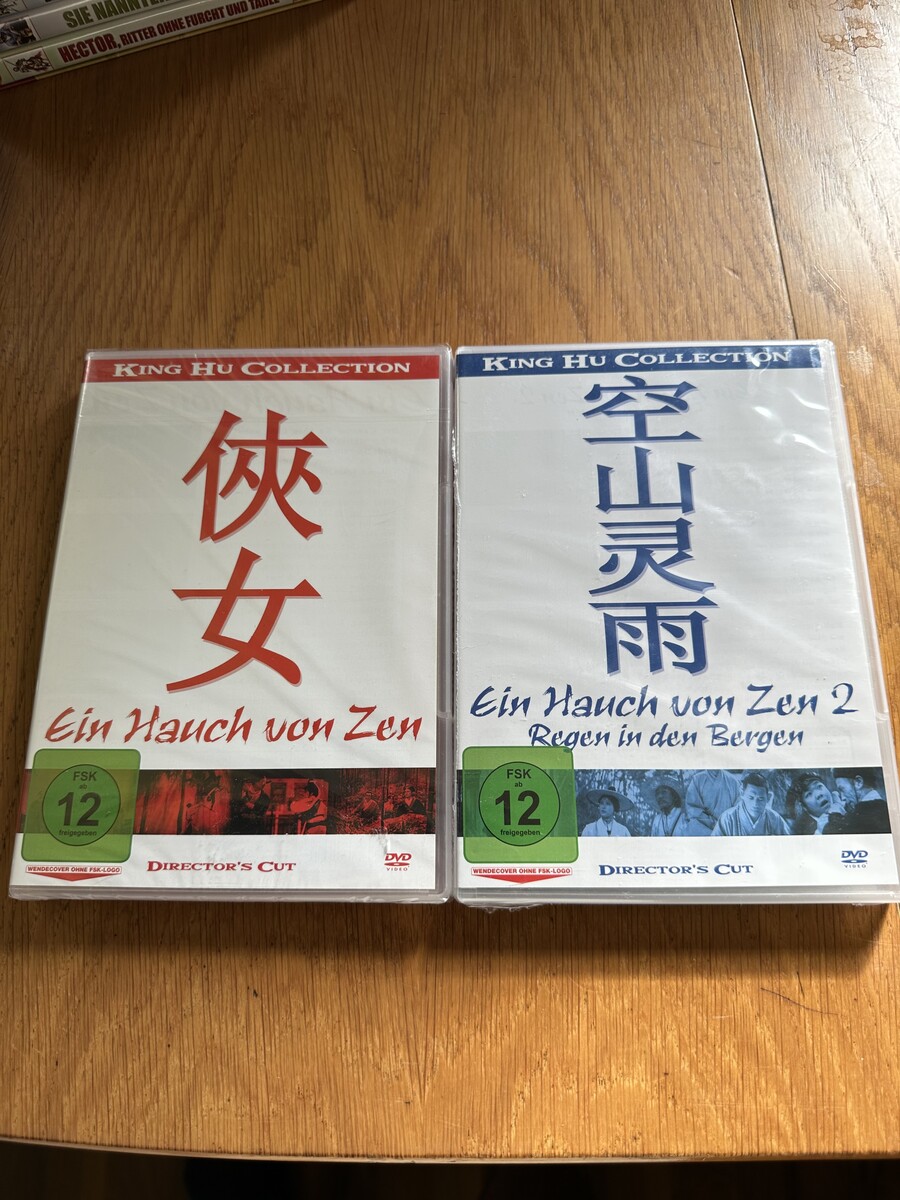 SIE NANNTEN
HECTOR, RITTER OHNE FURCHT UND TADEL
KING HU COLLECTION
俠
女
Ein Hauch von Zen
FSK
ab
12
freigegeben
WENDECOVER OHNE FSK-LOGO
DIRECTOR'S CUT
DVD
VIDEO
KING HU COLLECTION
空
山
灵
雨
Ein Hauch von Zen 2
Regen in den Bergen
FSK
ab
12
freigegeben
WENDECOVER OHNE FSK-LOGO
DIRECTOR'S CUT
DVD
VIDEO